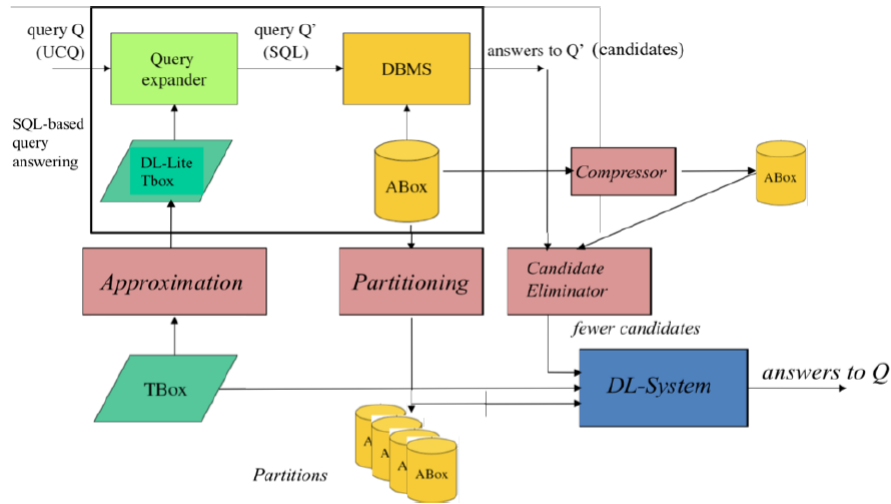 query Q
(UCQ)
query Q’
(SQL)
answers to Q’ (candidates)
Query
expander
DBMS
SQL-based
query
answering
DL-Lite
Tbox
ABox
Compressor
ABox
Approximation
Partitioning
Candidate
Eliminator
fewer candidates
TBox
DL-System
answers to Q
A
A
A
ABox
Partitions